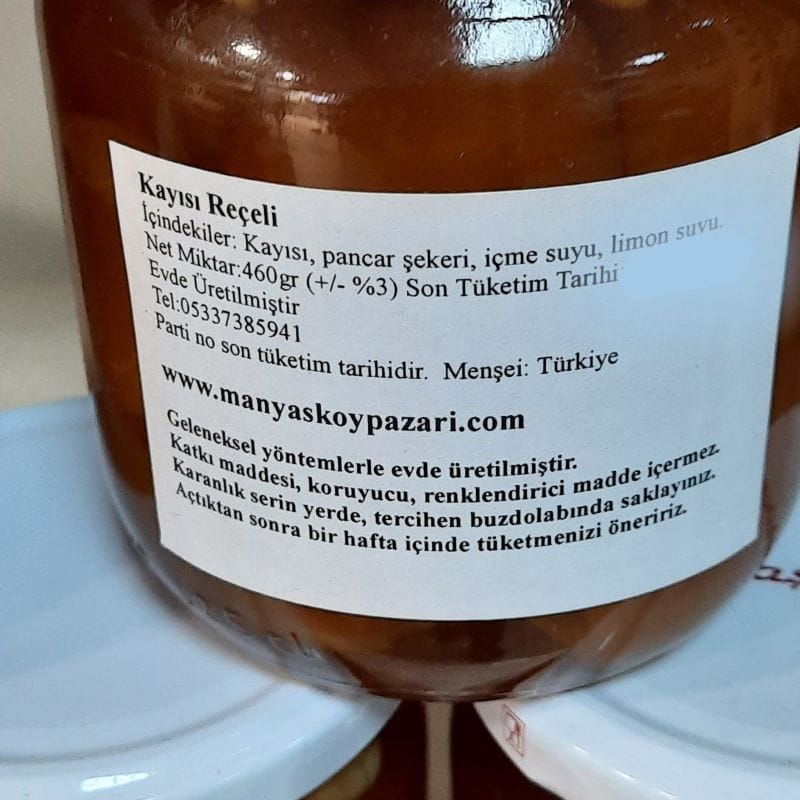 Kayısı Reçeli
İçindekiler: Kayısı, pancar şekeri, içme suyu, limon suyu.
Net Miktar:460gr (+/- %3) Son Tüketim Tarihi
Evde Üretilmiştir
Tel:05337385941
Parti no son tüketim tarihidir. Menşei: Türkiye
www.manyaskoypazari.com
Geleneksel yöntemlerle evde üretilmiştir.
Katkı maddesi, koruyucu, renklendirici madde içermez.
Karanlık serin yerde, tercihen buzdolabında saklayınız.
Açtıktan sonra bir hafta içinde tüketmenizi öneririz.